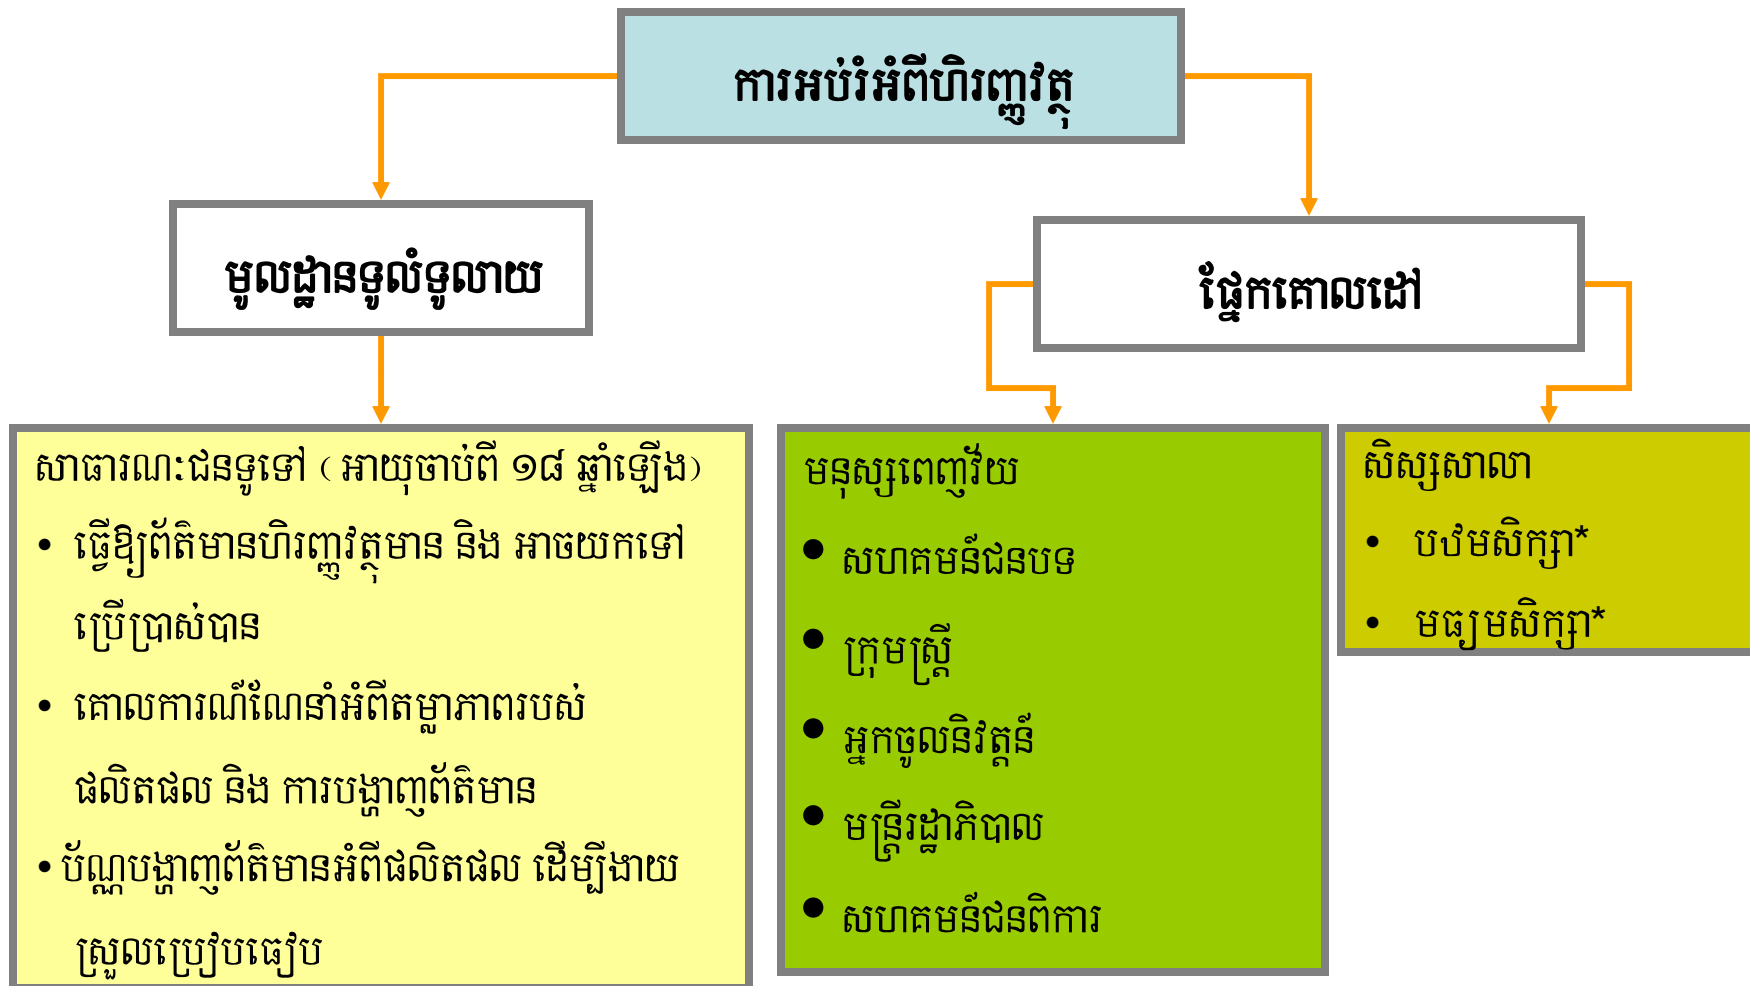 ការអប់រំអំពីហិរញ្ញវត្ថុ
មូលដ្ឋានទូលំទូលាយ
ផ្នែកគោលដៅ
សាធារណៈជនទូទៅ ( អាយុចាប់ពី ១៨ ឆ្នាំឡើង)
• ធ្វើឱ្យព័ត៌មានហិរញ្ញវត្ថុមាន និង អាចយកទៅ
ប្រើប្រាស់បាន
• គោលការណ៍ណែនាំអំពីតម្លាភាពរបស់
ផលិតផល និង ការបង្ហាញព័ត៌មាន
• ប័ណ្ណបង្ហាញព័ត៌មានអំពីផលិតផល ដើម្បីងាយ
ស្រួលប្រៀបធៀប
មនុស្សពេញវ័យ
• សហគមន៍ជនបទ
• ក្រុមស្ត្រី
• អ្នកចូលនិវត្តន៍
• មន្ត្រីរដ្ឋាភិបាល
• សហគមន៍ជនពិការ
សិស្សសាលា
• បឋមសិក្សា*
• មធ្យមសិក្សា*